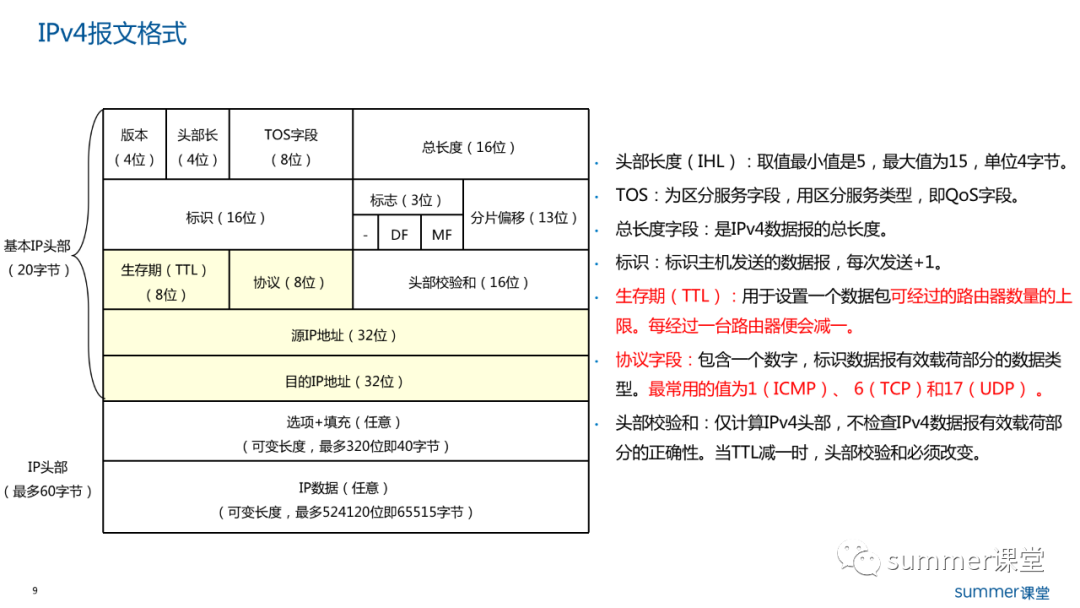 IPv4报文格式
版本
（4位）
头部长
（4位）
TOS字段
（8位）
总长度（16位）
标识（16位）
标志（3位）
-
DF
MF
分片偏移（13位）
基本IP头部
（20字节）
生存期（TTL）
（8位）
协议（8位）
头部校验和（16位）
源IP地址（32位）
目的IP地址（32位）
选项+填充（任意）
（可变长度，最多320位即40字节）
IP头部
（最多60字节）
IP数据（任意）
（可变长度，最多524120位即65515字节）
· 头部长度（IHL）：取值最小值是5，最大值为15，单位4字节。
· TOS：为区分服务字段，用区分服务类型，即QoS字段。
· 总长度字段：是IPv4数据报的总长度。
· 标识：标识主机发送的数据报，每次发送+1。
· 生存期（TTL）：用于设置一个数据包可经过的路由器数量的上
限。每经过一台路由器便会减一。
· 协议字段：包含一个数字，标识数据报有效载荷部分的数据类
型。最常用的值为1（ICMP）、 6（TCP）和17（UDP）。
· 头部校验和：仅计算IPv4头部，不检查IPv4数据报有效载荷部
分的正确性。当TTL减一时，头部校验和必须改变。
summer课堂
9
summer课堂